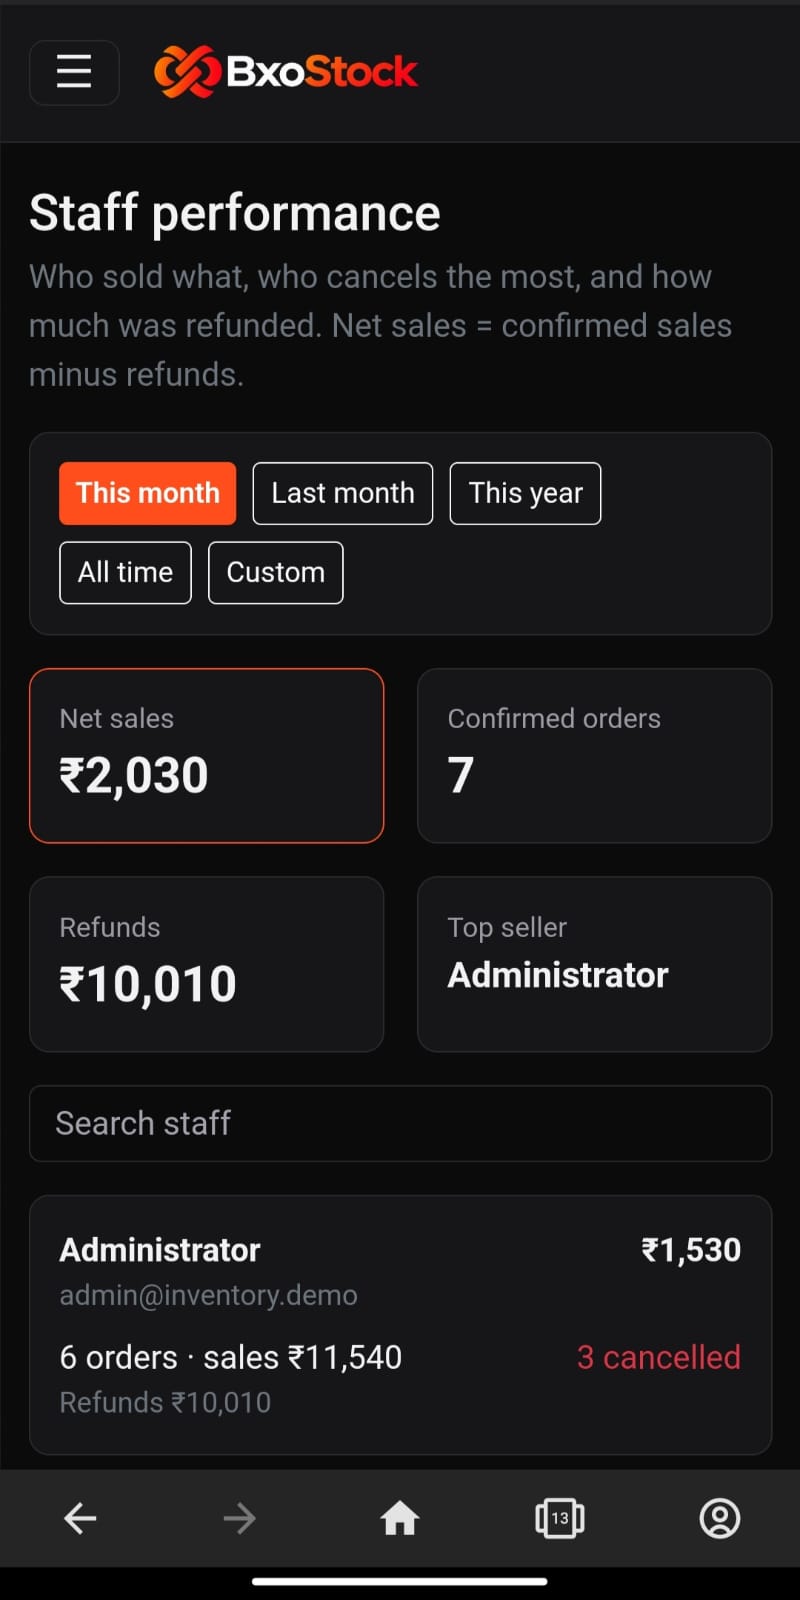 BxoStock
Staff performance
Who sold what, who cancels the most, and how
much was refunded. Net sales = confirmed sales
minus refunds.
This month
Last month
This year
All time
Custom
Net sales
₹2,030
Confirmed orders
7
Refunds
₹10,010
Top seller
Administrator
Search staff
Administrator
₹1,530
admin@inventory.demo
6 orders · sales ₹11,540
3 cancelled
Refunds ₹10,010
13